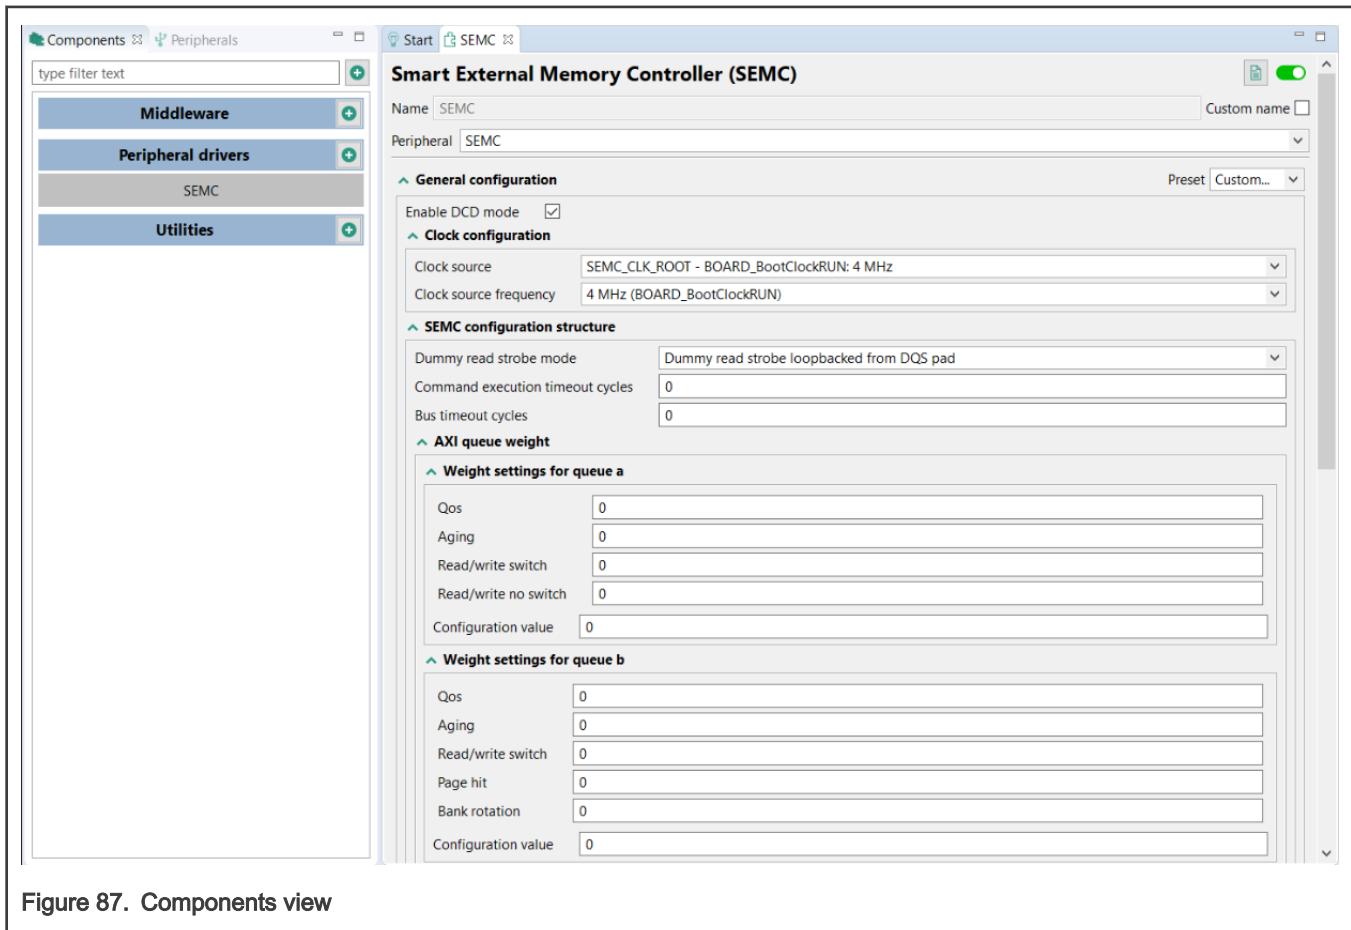 Components
Peripherals
type filter text
Middleware
Peripheral drivers
SEMC
Utilities
Start
SEMC
Smart External Memory Controller (SEMC)
Name SEMC Custom name
Peripheral SEMC
General configuration Preset Custom...
Enable DCD mode
Clock configuration
Clock source SEMC_CLK_ROOT - BOARD_BootClockRUN: 4 MHz
Clock source frequency 4 MHz (BOARD_BootClockRUN)
SEMC configuration structure
Dummy read strobe mode Dummy read strobe loopbacked from DQS pad
Command execution timeout cycles 0
Bus timeout cycles 0
AXI queue weight
Weight settings for queue a
Qos 0
Aging 0
Read/write switch 0
Read/write no switch 0
Configuration value 0
Weight settings for queue b
Qos 0
Aging 0
Read/write switch 0
Page hit 0
Bank rotation 0
Configuration value 0
Figure 87. Components view